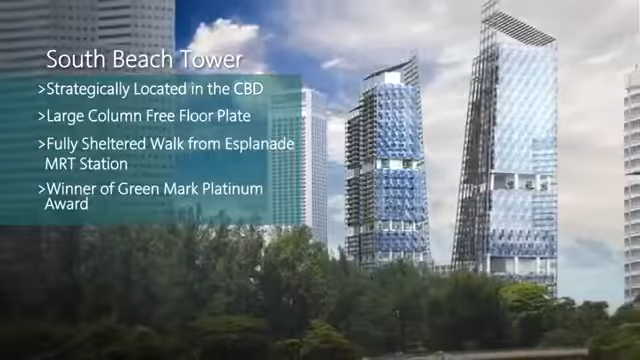 South Beach Tower
>Strategically Located in the CBD
>Large Column Free Floor Plate
>Fully Sheltered Walk from Esplanade
MRT Station
>Winner of Green Mark Platinum
Award